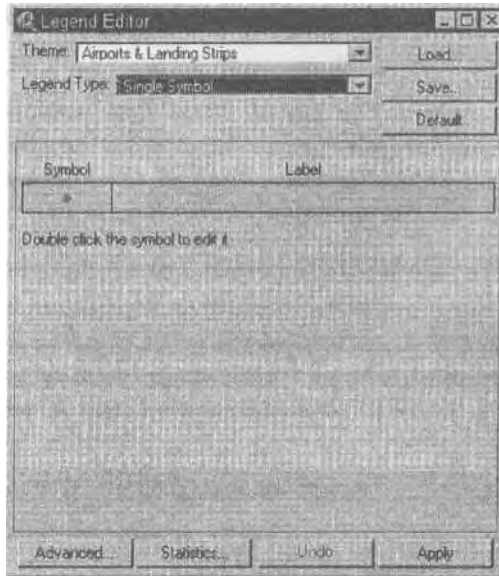 Legend Editor
Theme: Airports & Landing Strips
Load...
Legend Type: Single Symbol
Save...
Default
Symbol Label
Double click the symbol to edit it
Advanced... Statistics... Undo Apply